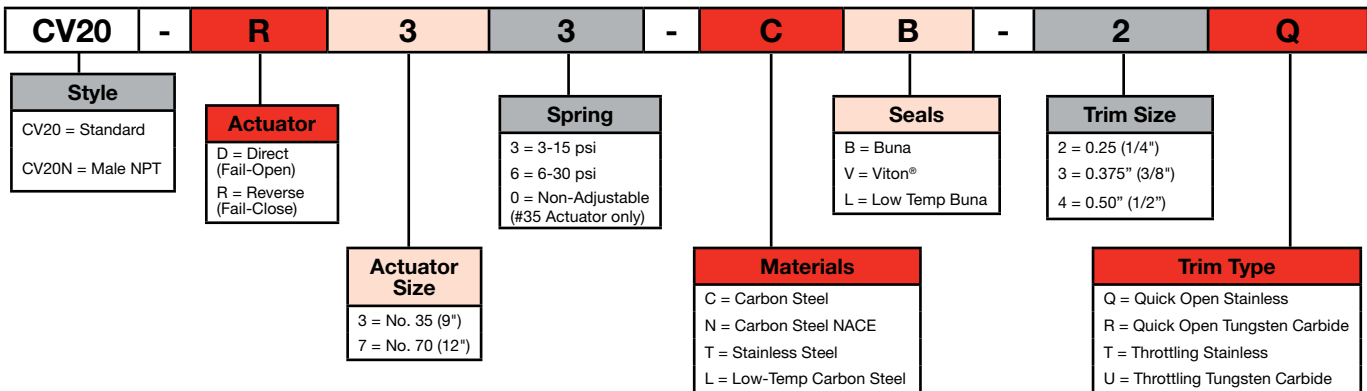 CV20 - R 3 3 - C B - 2 Q
Style
CV20 = Standard
CV20N = Male NPT
Actuator
D = Direct
(Fail-Open)
R = Reverse
(Fail-Close)
Actuator
Size
3 = No. 35 (9")
7 = No. 70 (12")
Spring
3 = 3-15 psi
6 = 6-30 psi
0 = Non-Adjustable
(#35 Actuator only)
Materials
C = Carbon Steel
N = Carbon Steel NACE
T = Stainless Steel
L = Low-Temp Carbon Steel
Seals
B = Buna
V = Viton®
L = Low Temp Buna
Trim Size
2 = 0.25 (1/4")
3 = 0.375” (3/8")
4 = 0.50” (1/2”)
Trim Type
Q = Quick Open Stainless
R = Quick Open Tungsten Carbide
T = Throttling Stainless
U = Throttling Tungsten Carbide